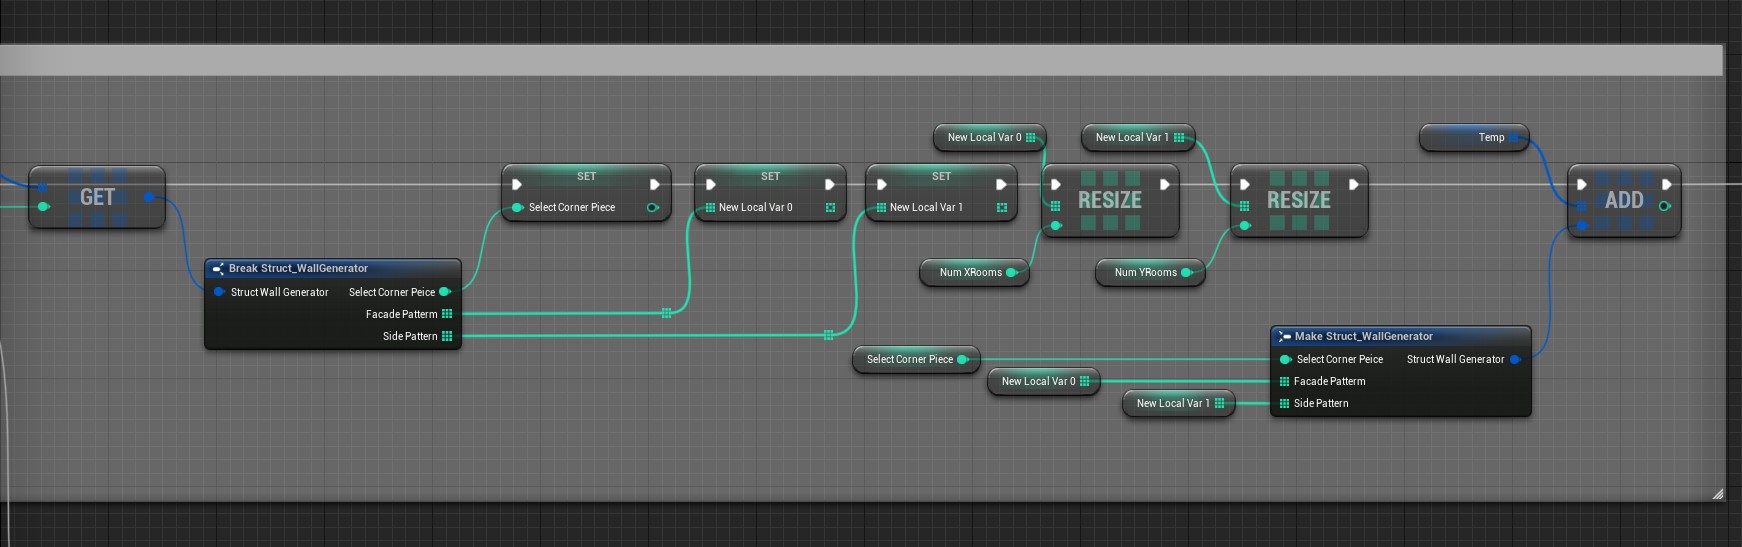 New Local Var 0
New Local Var 1
Temp
GET
SET
Select Corner Piece
SET
New Local Var 0
SET
New Local Var 1
RESIZE
RESIZE
ADD
Num XRooms
Num YRooms
Break Struct_WallGenerator
Struct Wall Generator
Select Corner Peice
Facade Patterm
Side Pattern
Select Corner Piece
New Local Var 0
New Local Var 1
Make Struct_WallGenerator
Select Corner Peice
Struct Wall Generator
Facade Patterm
Side Pattern